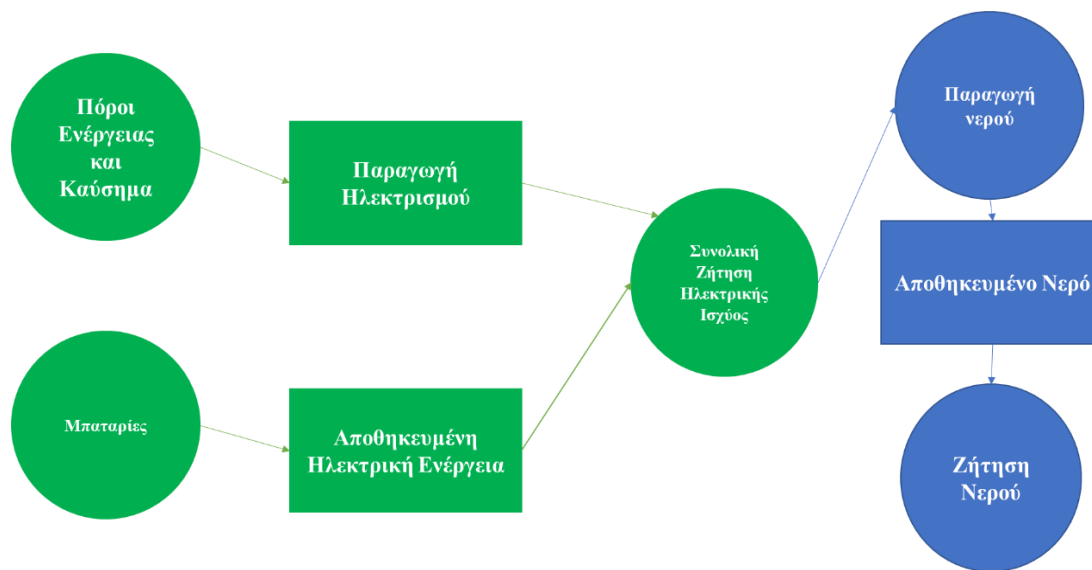 Πόροι
Ενέργειας
και
Καύσημα
Παραγωγή
Ηλεκτρισμού
Μπαταρίες
Αποθηκευμένη
Ηλεκτρική Ενέργεια
Συνολική
Ζήτηση
Ηλεκτρικής
Ισχύος
Παραγωγή
νερού
Αποθηκευμένο Νερό
Ζήτηση
Νερού